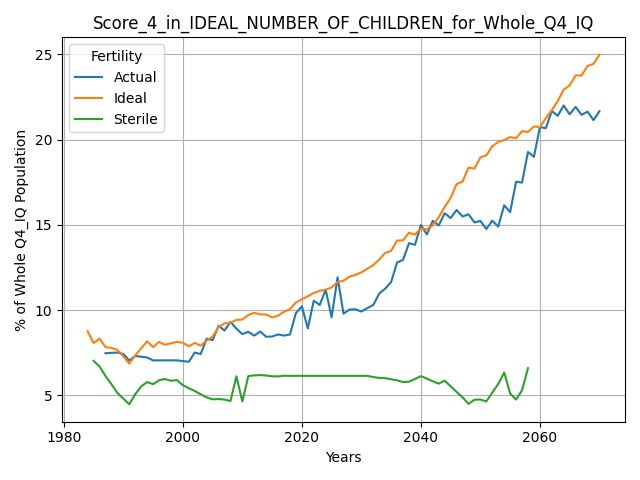 Score_4_in_IDEAL_NUMBER_OF_CHILDREN_for_Whole_Q4_IQ
Fertility
Actual
Ideal
Sterile
% of Whole Q4_IQ Population
25
20
15
10
5
1980
2000
2020
2040
2060
Years